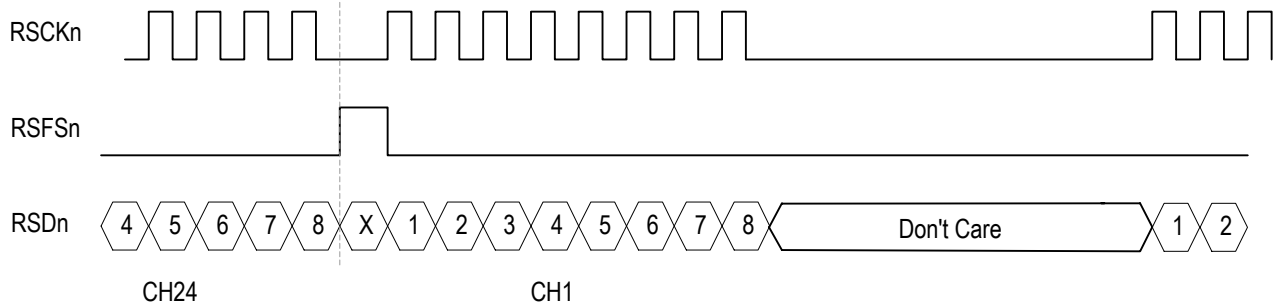 RSCKn
RSFSn
RSDn 4 5 6 7 8 X 1 2 3 4 5 6 7 8 Don't Care 1 2
CH24 CH1